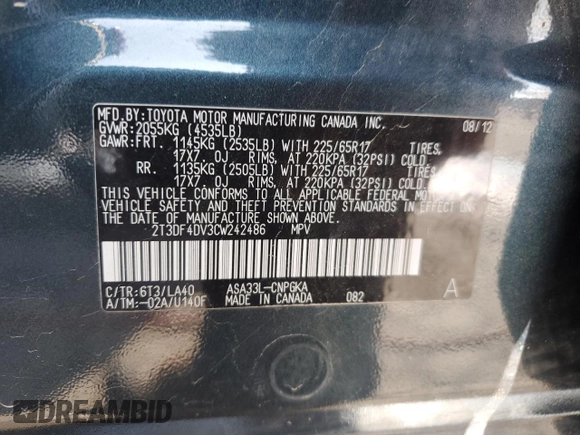 MFD. BY: TOYOTA MOTOR MANUFACTURING CANADA INC. 08/12
GVWR: 2055KG (4535LB)
GAWR: FRT. 1145KG (2535LB) WITH 225/65R17 TIRES,
17X7.0J RIMS, AT 220KPA (32PSI) COLD.
RR. 1135KG (2505LB) WITH 225/65R17 TIRES,
17X7.0J RIMS, AT 220KPA (32PSI) COLD.
THIS VEHICLE CONFORMS TO ALL APPLICABLE FEDERAL MOTOR
VEHICLE SAFETY AND THEFT PREVENTION STANDARDS IN EFFECT ON
THE DATE OF MANUFACTURE SHOWN ABOVE.
2T3DF4DV3CW242486 MPV
C/TR: 6T3/LA40 ASA33L-CNPGKA
A/TM: -02A/U140F MADE IN CANADA 082 A
DREAMBID